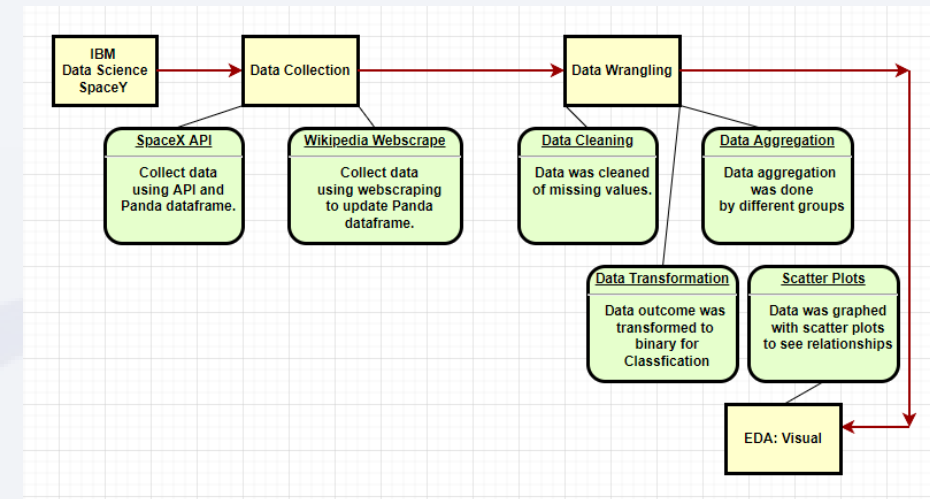 IBM
Data Science
SpaceY
Data Collection
Data Wrangling
SpaceX API
Collect data
using API and
Panda dataframe.
Wikipedia Webscrape
Collect data
using webscraping
to update Panda
dataframe.
Data Cleaning
Data was cleaned
of missing values.
Data Aggregation
Data aggregation
was done
by different groups
Data Transformation
Data outcome was
transformed to
binary for
Classfication
Scatter Plots
Data was graphed
with scatter plots
to see relationships
EDA: Visual